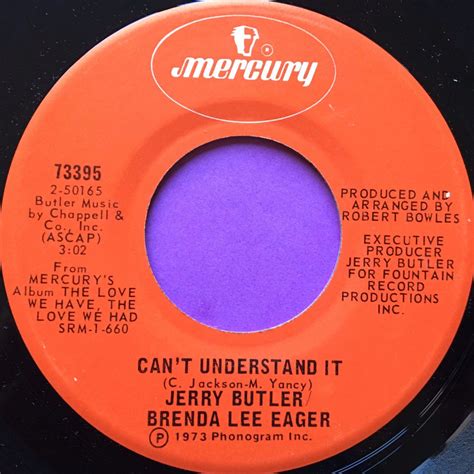 mercury
73395
2-50165
Butler Music
by Chappell &
Co., Inc.
(ASCAP)
3:02
From
MERCURY'S
Album THE LOVE
WE HAVE, THE
LOVE WE HAD
SRM-1-660
PRODUCED AND
ARRANGED BY
ROBERT BOWLES
EXECUTIVE
PRODUCER
JERRY BUTLER
FOR FOUNTAIN
RECORD
PRODUCTIONS
INC.
CAN'T UNDERSTAND IT
(C. Jackson-M. Yancy)
JERRY BUTLER/
BRENDA LEE EAGER
Ⓟ 1973 Phonogram Inc.